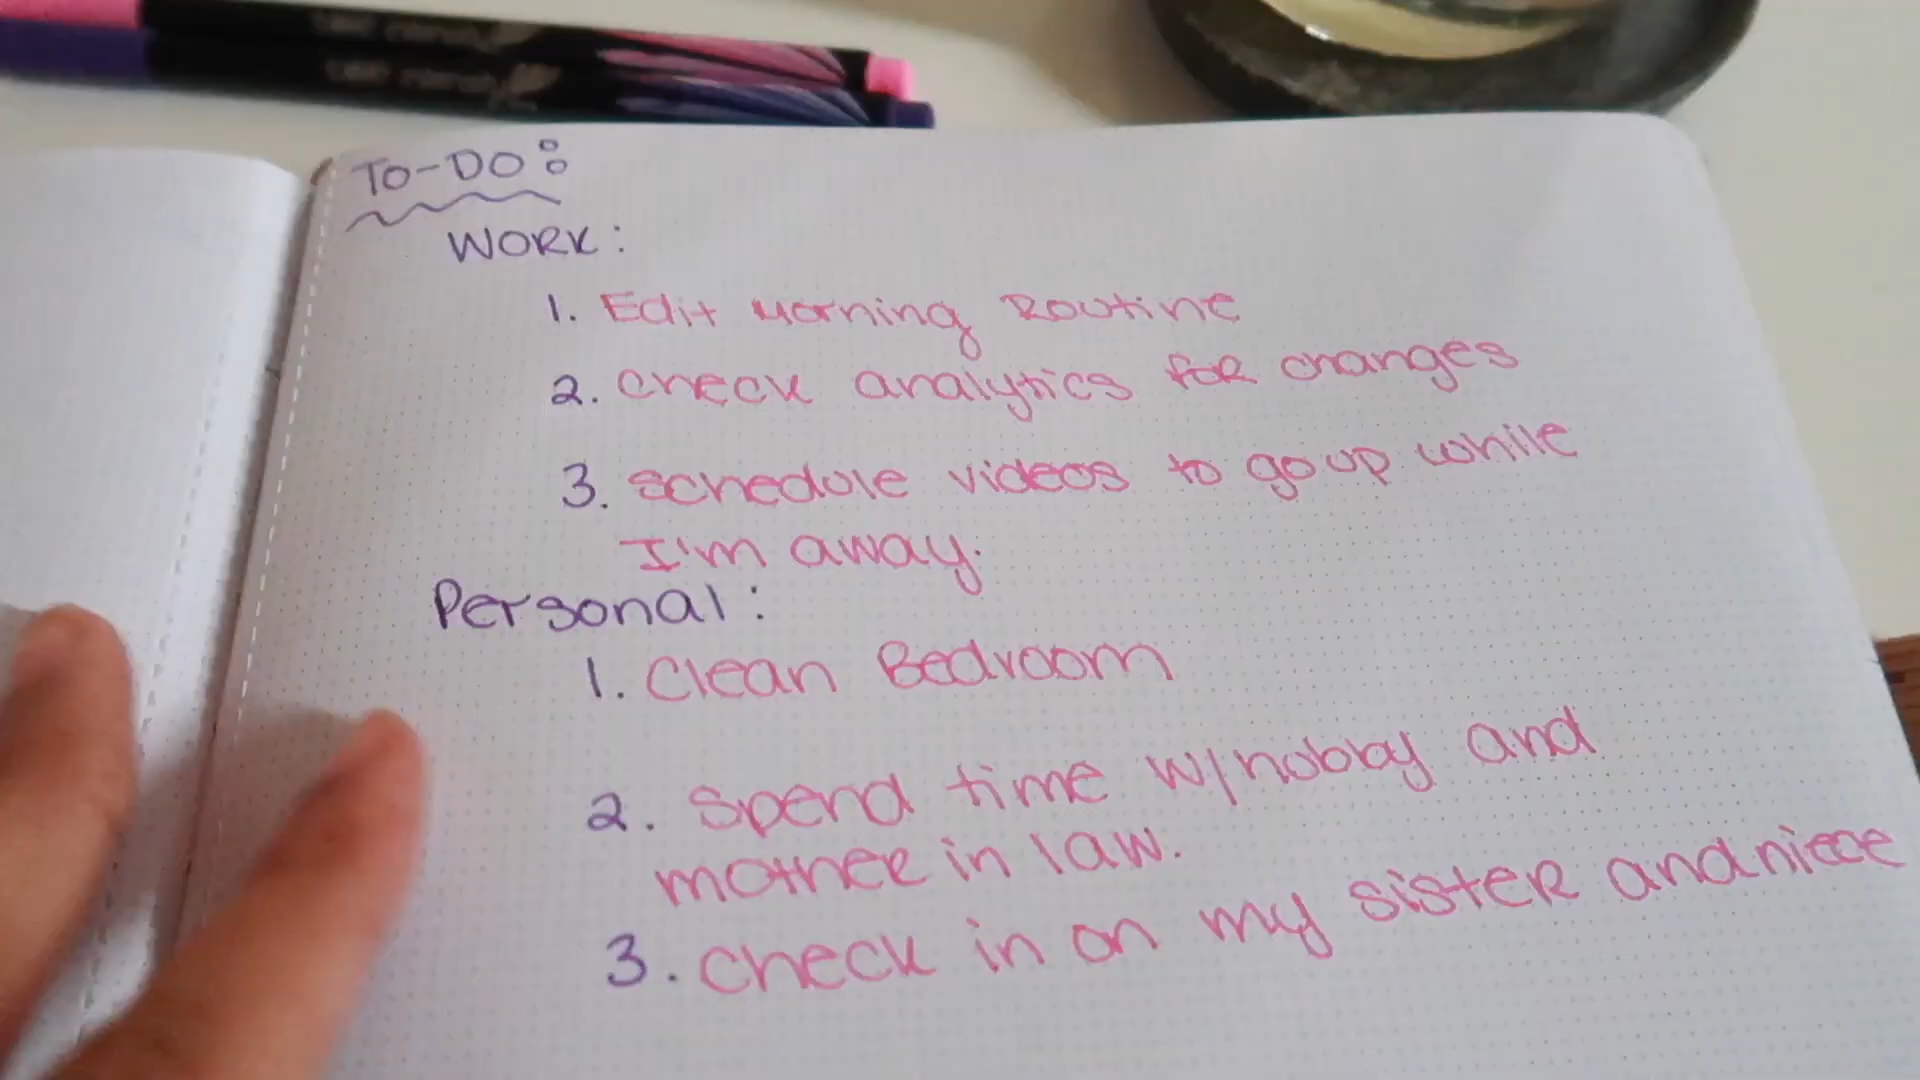 TO-DO:
WORK:
1. Edit Morning Routine
2. check analytics for changes
3. schedule videos to go up while
I'm away.
Personal:
1. Clean Bedroom
2. Spend time w/hobby and
mother in law.
3. check in on my sister and niece